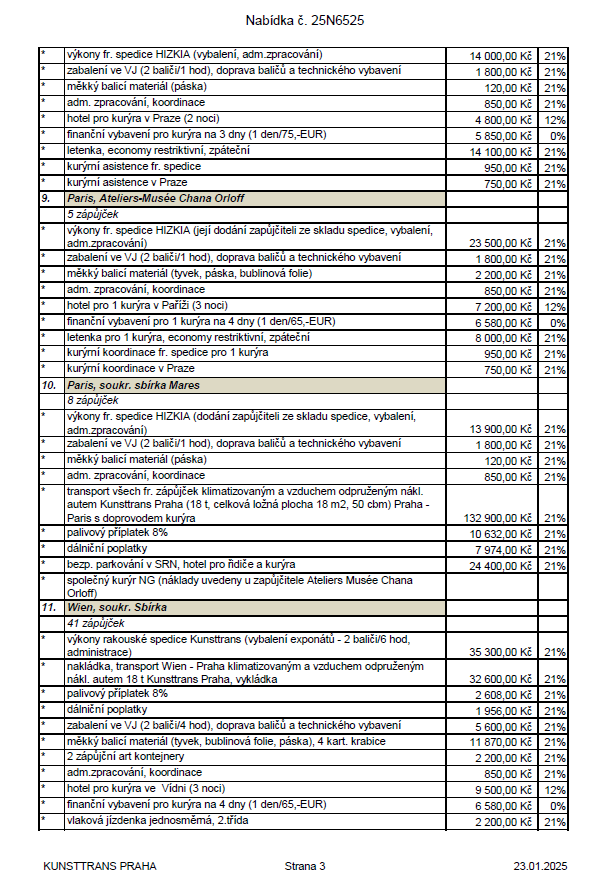 Nabídka č. 25N6525
* výkony fr. spedice HIZKIA (vybalení, adm.zpracování) 14 000,00 Kč 21%
* zabalení ve VJ (2 baliči/1 hod), doprava baličů a technického vybavení 1 800,00 Kč 21%
* měkký balicí materiál (páska) 120,00 Kč 21%
* adm. zpracování, koordinace 850,00 Kč 21%
* hotel pro kurýra v Praze (2 noci) 4 800,00 Kč 12%
* finanční vybavení pro kurýra na 3 dny (1 den/75,-EUR) 5 850,00 Kč 0%
* letenka, economy restriktivní, zpáteční 14 100,00 Kč 21%
* kurýrní asistence fr. spedice 950,00 Kč 21%
* kurýrní asistence v Praze 750,00 Kč 21%
9. Paris, Ateliers-Musée Chana Orloff
5 zápůjček
* výkony fr. spedice HIZKIA (její dodání zapůjčiteli ze skladu spedice, vybalení,
adm.zpracování) 23 500,00 Kč 21%
* zabalení ve VJ (2 baliči/1 hod), doprava baličů a technického vybavení 1 800,00 Kč 21%
* měkký balicí materiál (tyvek, páska, bublinová folie) 2 200,00 Kč 21%
* adm. zpracování, koordinace 850,00 Kč 21%
* hotel pro 1 kurýra v Paříži (3 noci) 7 200,00 Kč 12%
* finanční vybavení pro 1 kurýra na 4 dny (1 den/65,-EUR) 6 580,00 Kč 0%
* letenka pro 1 kurýra, economy restriktivní, zpáteční 8 000,00 Kč 21%
* kurýrní koordinace fr. spedice pro 1 kurýra 950,00 Kč 21%
* kurýrní koordinace v Praze 750,00 Kč 21%
10. Paris, soukr. sbírka Mares
8 zápůjček
* výkony fr. spedice HIZKIA (dodání zapůjčiteli ze skladu spedice, vybalení,
adm.zpracování) 13 900,00 Kč 21%
* zabalení ve VJ (2 baliči/1 hod), doprava baličů a technického vybavení 1 800,00 Kč 21%
* měkký balicí materiál (páska) 120,00 Kč 21%
* adm. zpracování, koordinace 850,00 Kč 21%
* transport všech fr. zápůjček klimatizovaným a vzduchem odpruženým nákl.
autem Kunsttrans Praha (18 t, celková ložná plocha 18 m2, 50 cbm) Praha -
Paris s doprovodem kurýra 132 900,00 Kč 21%
* palivový příplatek 8% 10 632,00 Kč 21%
* dálniční poplatky 7 974,00 Kč 21%
* bezp. parkování v SRN, hotel pro řidiče a kurýra 24 400,00 Kč 21%
* společný kurýr NG (náklady uvedeny u zapůjčitele Ateliers Musée Chana
Orloff)
11. Wien, soukr. Sbírka
41 zápůjček
* výkony rakouské spedice Kunsttrans (vybalení exponátů - 2 baliči/6 hod,
administrace) 35 300,00 Kč 21%
* nakládka, transport Wien - Praha klimatizovaným a vzduchem odpruženým
nákl. autem 18 t Kunsttrans Praha, vykládka 32 600,00 Kč 21%
* palivový příplatek 8% 2 608,00 Kč 21%
* dálniční poplatky 1 956,00 Kč 21%
* zabalení ve VJ (2 baliči/4 hod), doprava baličů a technického vybavení 5 600,00 Kč 21%
* měkký balicí materiál (tyvek, bublinová folie, páska), 4 kart. krabice 11 870,00 Kč 21%
* 2 zápůjční art kontejnery 2 200,00 Kč 21%
* adm.zpracování, koordinace 850,00 Kč 21%
* hotel pro kurýra ve Vídni (3 noci) 9 500,00 Kč 12%
* finanční vybavení pro kurýra na 4 dny (1 den/65,-EUR) 6 580,00 Kč 0%
* vlaková jízdenka jednosměrná, 2.třída 2 200,00 Kč 21%
KUNSTTRANS PRAHA Strana 3 23.01.2025